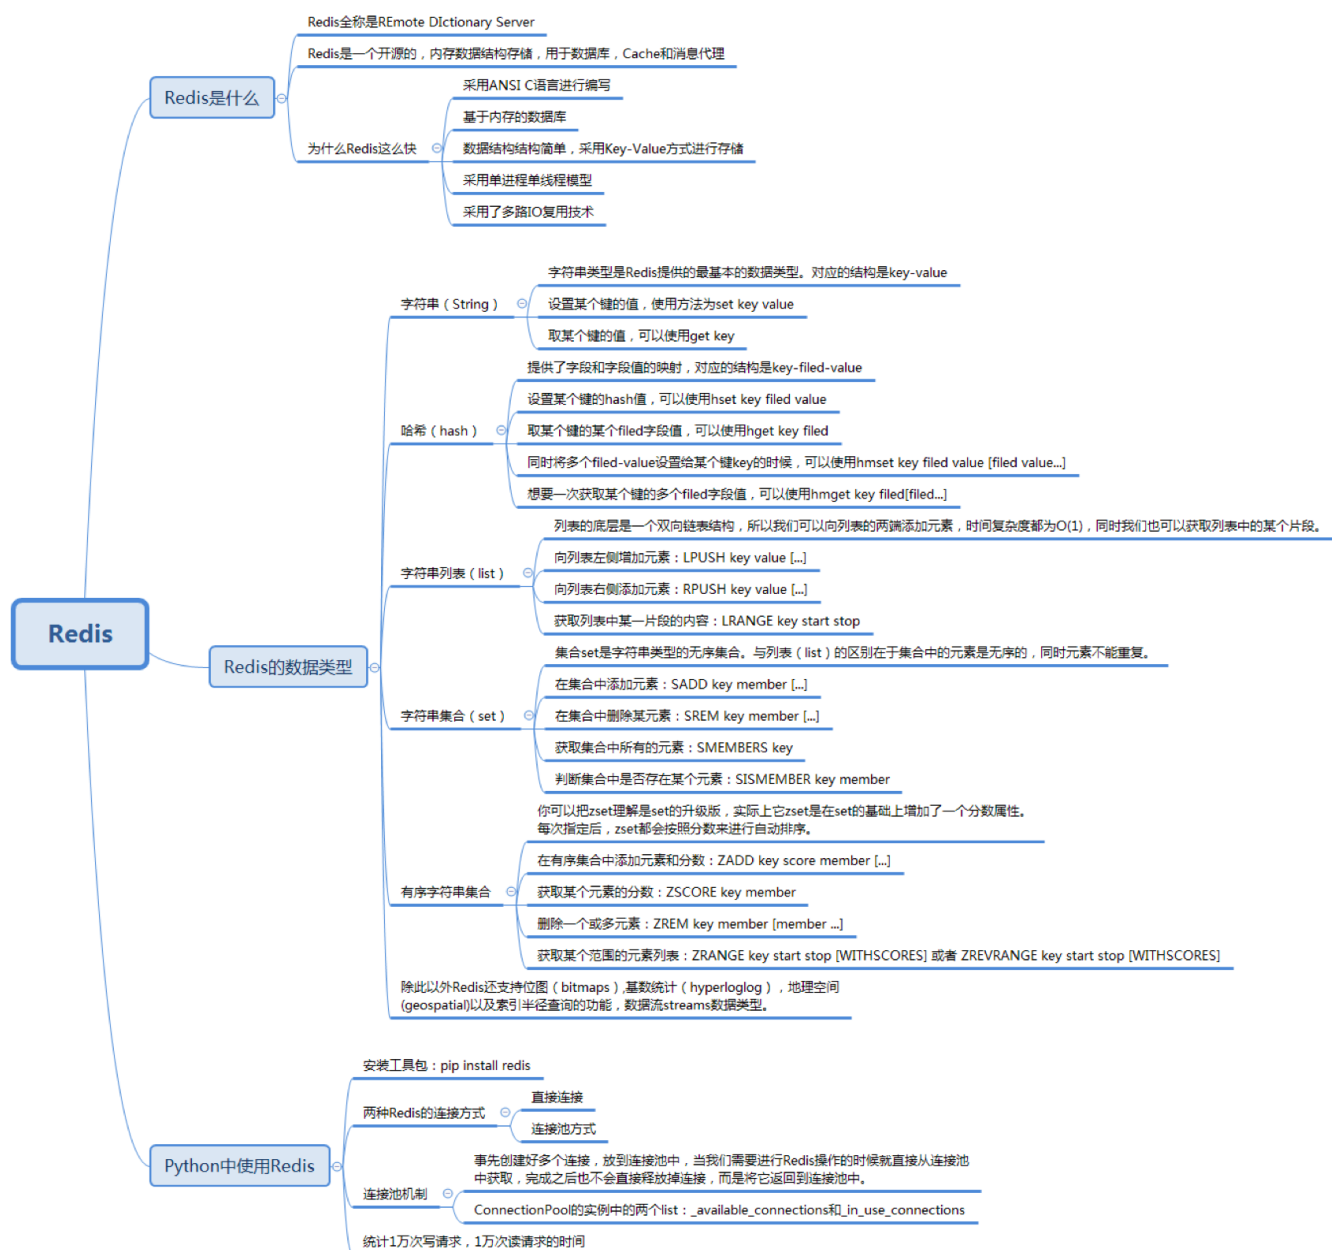 Redis
Redis是什么
Redis全称是REmote DIctionary Server
Redis是一个开源的，内存数据结构存储，用于数据库，Cache和消息代理
为什么Redis这么快
采用ANSI C语言进行编写
基于内存的数据库
数据结构结构简单，采用Key-Value方式进行存储
采用单进程单线程模型
采用了多路IO复用技术
Redis的数据类型
字符串（String）
字符串类型是Redis提供的最基本的数据类型。对应的结构是key-value
设置某个键的值，使用方法为set key value
取某个键的值，可以使用get key
哈希（hash）
提供了字段和字段值的映射，对应的结构是key-filed-value
设置某个键的hash值，可以使用hset key filed value
取某个键的某个filed字段值，可以使用hget key filed
同时将多个filed-value设置给某个键key的时候，可以使用hmset key filed value [filed value...]
想要一次获取某个键的多个filed字段值，可以使用hmget key filed[filed...]
字符串列表（list）
列表的底层是一个双向链表结构，所以我们可以向列表的两端添加元素，时间复杂度都为O(1)，同时我们也可以获取列表中的某个片段。
向列表左侧增加元素：LPUSH key value [...]
向列表右侧添加元素：RPUSH key value [...]
获取列表中某一片段的内容：LRANGE key start stop
字符串集合（set）
集合set是字符串类型的无序集合。与列表（list）的区别在于集合中的元素是无序的，同时元素不能重复。
在集合中添加元素：SADD key member [...]
在集合中删除某元素：SREM key member [...]
获取集合中所有的元素：SMEMBERS key
判断集合中是否存在某个元素：SISMEMBER key member
有序字符串集合
你可以把zset理解是set的升级版，实际上它zset是在set的基础上增加了一个分数属性。
每次指定后，zset都会按照分数来进行自动排序。
在有序集合中添加元素和分数：ZADD key score member [...]
获取某个元素的分数：ZSCORE key member
删除一个或多元素：ZREM key member [member ...]
获取某个范围的元素列表：ZRANGE key start stop [WITHSCORES] 或者 ZREVRANGE key start stop [WITHSCORES]
除此以外Redis还支持位图（bitmaps）,基数统计（hyperloglog），地理空间
(geospatial)以及索引半径查询的功能，数据流streams数据类型。
Python中使用Redis
安装工具包：pip install redis
两种Redis的连接方式
直接连接
连接池方式
连接池机制
事先创建好多个连接，放到连接池中，当我们需要进行Redis操作的时候就直接从连接池
中获取，完成之后也不会直接释放掉连接，而是将它返回到连接池中。
ConnectionPool的实例中的两个list：_available_connections和_in_use_connections
统计1万次写请求，1万次读请求的时间